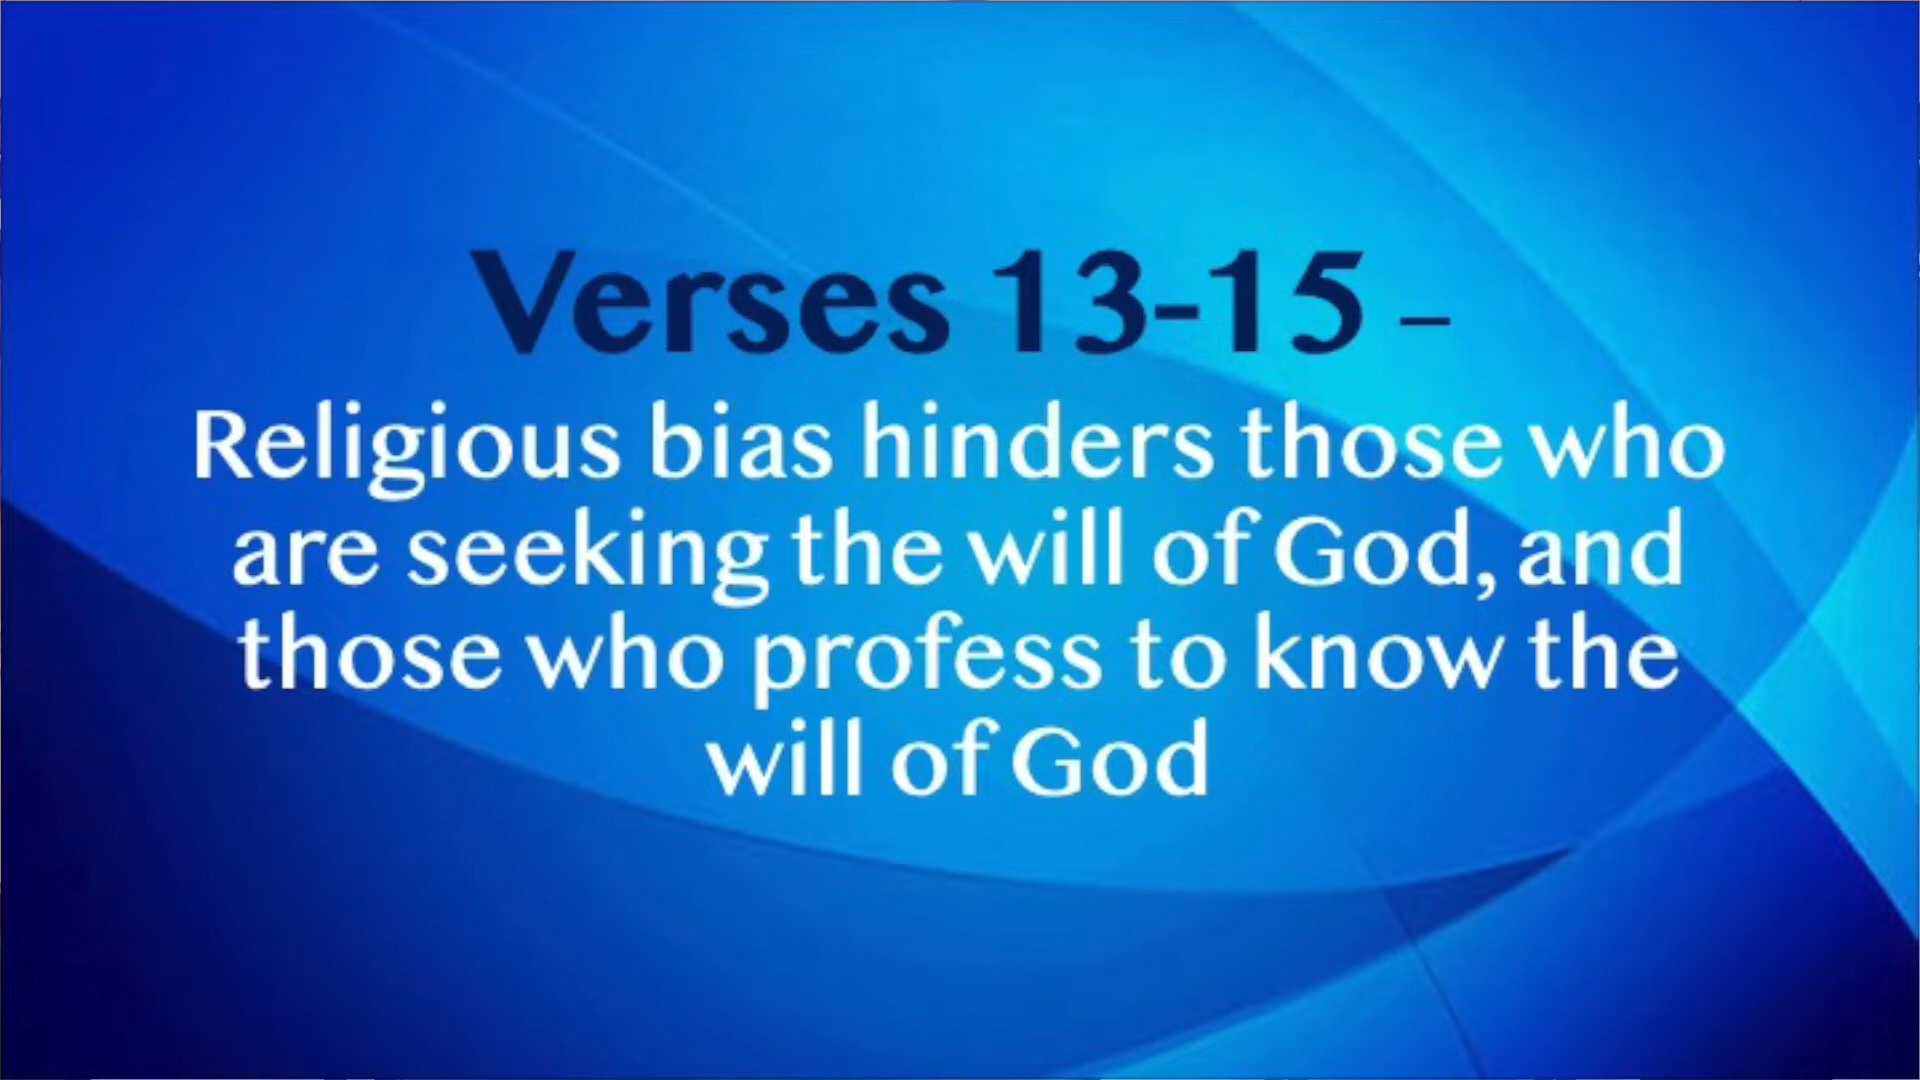 Verses 13-15 –
Religious bias hinders those who
are seeking the will of God, and
those who profess to know the
will of God